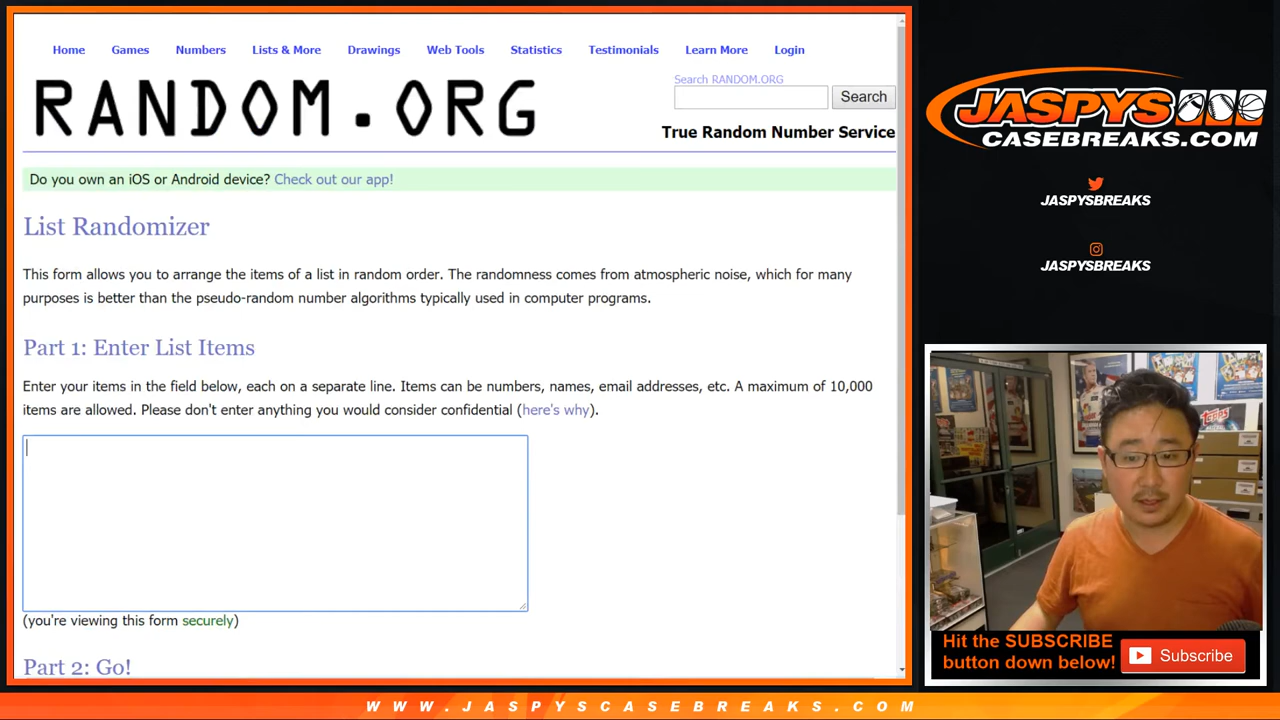 Home Games Numbers Lists & More Drawings Web Tools Statistics Testimonials Learn More Login
RANDOM.ORG
Search RANDOM.ORG
Search
True Random Number Service
Do you own an iOS or Android device? Check out our app!
List Randomizer
This form allows you to arrange the items of a list in random order. The randomness comes from atmospheric noise, which for many
purposes is better than the pseudo-random number algorithms typically used in computer programs.
Part 1: Enter List Items
Enter your items in the field below, each on a separate line. Items can be numbers, names, email addresses, etc. A maximum of 10,000
items are allowed. Please don't enter anything you would consider confidential (here's why).
(you're viewing this form securely)
Part 2: Go!
JASPYS
CASEBREAKS.COM
JASPYSBREAKS
JASPYSBREAKS
topps
Hit the SUBSCRIBE
button down below!
Subscribe
WWW.JASPYSCASEBREAKS.COM